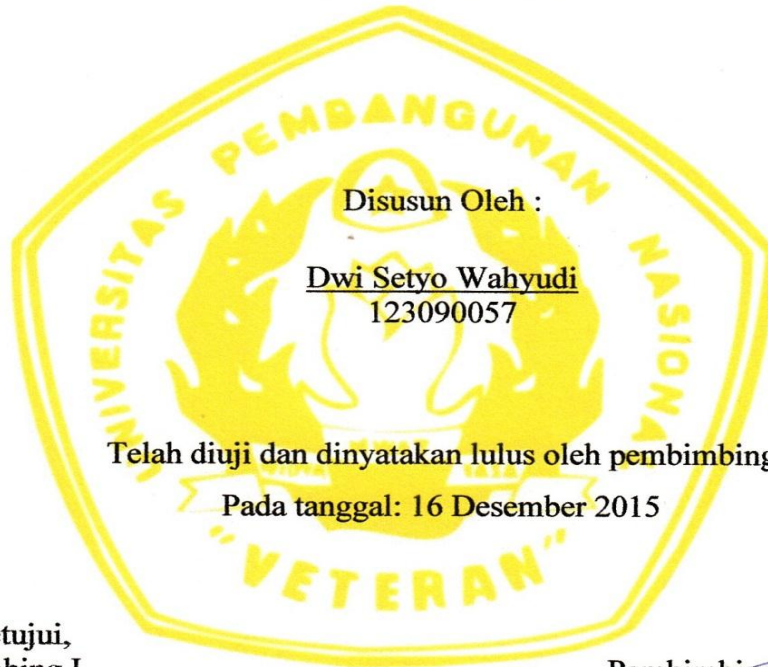 UNIVERSITAS PEMBANGUNAN NASIONAL
Disusun Oleh :
Dwi Setyo Wahyudi
123090057
Telah diuji dan dinyatakan lulus oleh pembimbing
Pada tanggal: 16 Desember 2015
"VETERAN"
etujui,